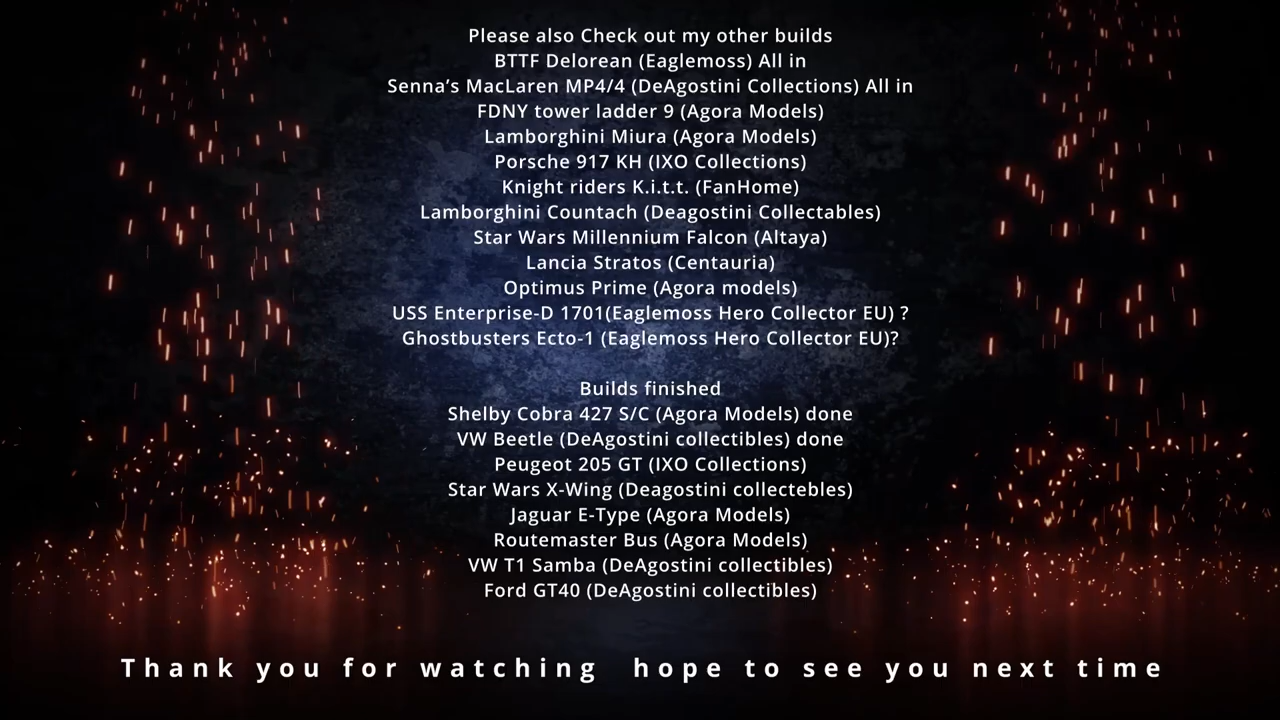 Please also Check out my other builds
BTTF Delorean (Eaglemoss) All in
Senna’s MacLaren MP4/4 (DeAgostini Collections) All in
FDNY tower ladder 9 (Agora Models)
Lamborghini Miura (Agora Models)
Porsche 917 KH (IXO Collections)
Knight riders K.i.t.t. (FanHome)
Lamborghini Countach (Deagostini Collectables)
Star Wars Millennium Falcon (Altaya)
Lancia Stratos (Centauria)
Optimus Prime (Agora models)
USS Enterprise-D 1701(Eaglemoss Hero Collector EU) ?
Ghostbusters Ecto-1 (Eaglemoss Hero Collector EU)?
Builds finished
Shelby Cobra 427 S/C (Agora Models) done
VW Beetle (DeAgostini collectibles) done
Peugeot 205 GT (IXO Collections)
Star Wars X-Wing (Deagostini collectebles)
Jaguar E-Type (Agora Models)
Routemaster Bus (Agora Models)
VW T1 Samba (DeAgostini collectibles)
Ford GT40 (DeAgostini collectibles)
Thank you for watching hope to see you next time